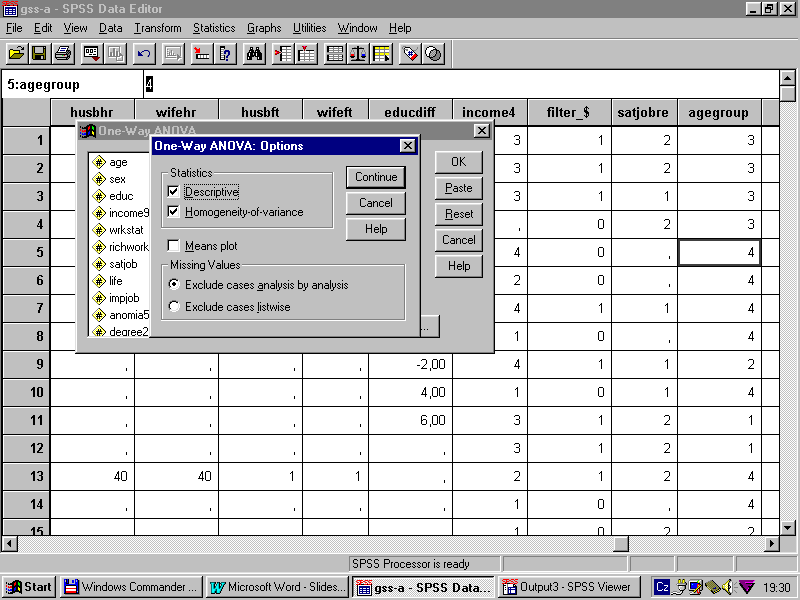 gss-a - SPSS Data Editor
File Edit View Data Transform Statistics Graphs Utilities Window Help
5:agegroup 4
husbhr wifehr husbft wifeft educdiff income4 filter_$ satjobre agegroup
1 3 1 2 3
2 3 1 2 3
3 3 1 1 3
4 , 0 2 3
5 4 0 , 4
6 2 0 , 4
7 4 1 1 4
8 1 0 , 4
9 , , , , -2,00 4 1 1 2
10 , , , , 4,00 1 0 1 4
11 , , , , 6,00 3 1 2 1
12 , , , , , 3 1 2 1
13 40 40 1 1 , 2 1 2 4
14 , , , , , 1 0 , 4
15 1 0 2 2
One-Way ANOVA
age
sex
educ
income9
wrkstat
richwork
satjob
life
impjob
anomia5
degree2
OK
Paste
Reset
Cancel
Help
...
One-Way ANOVA: Options
Statistics
Descriptive
Homogeneity-of-variance
Means plot
Missing Values
Exclude cases analysis by analysis
Exclude cases listwise
Continue
Cancel
Help
SPSS Processor is ready
Start Windows Commander ... Microsoft Word - Slides... gss-a - SPSS Data... Output3 - SPSS Viewer Cz 19:30